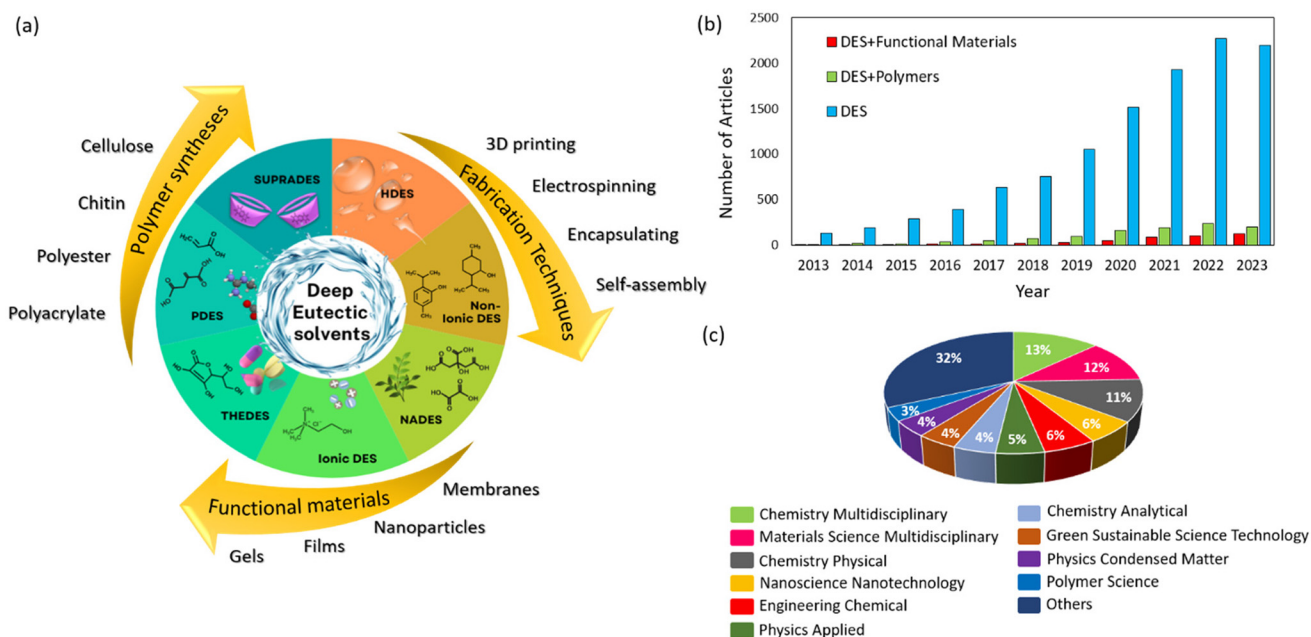 (a)
Polymer syntheses
Cellulose
Chitin
Polyester
Polyacrylate
Fabrication Techniques
3D printing
Electrospinning
Encapsulating
Self-assembly
Functional materials
Membranes
Nanoparticles
Films
Gels
SUPRADES
HDES
Non-
Ionic DES
NADES
Ionic DES
THEDES
PDES
Deep
Eutectic
solvents
(b)
DES+Functional Materials
DES+Polymers
DES
Number of Articles
2500
2000
1500
1000
500
0
2013 2014 2015 2016 2017 2018 2019 2020 2021 2022 2023
Year
(c)
13%
12%
11%
6%
6%
5%
4%
4%
4%
3%
32%
Chemistry Multidisciplinary
Materials Science Multidisciplinary
Chemistry Physical
Nanoscience Nanotechnology
Engineering Chemical
Physics Applied
Chemistry Analytical
Green Sustainable Science Technology
Physics Condensed Matter
Polymer Science
Others